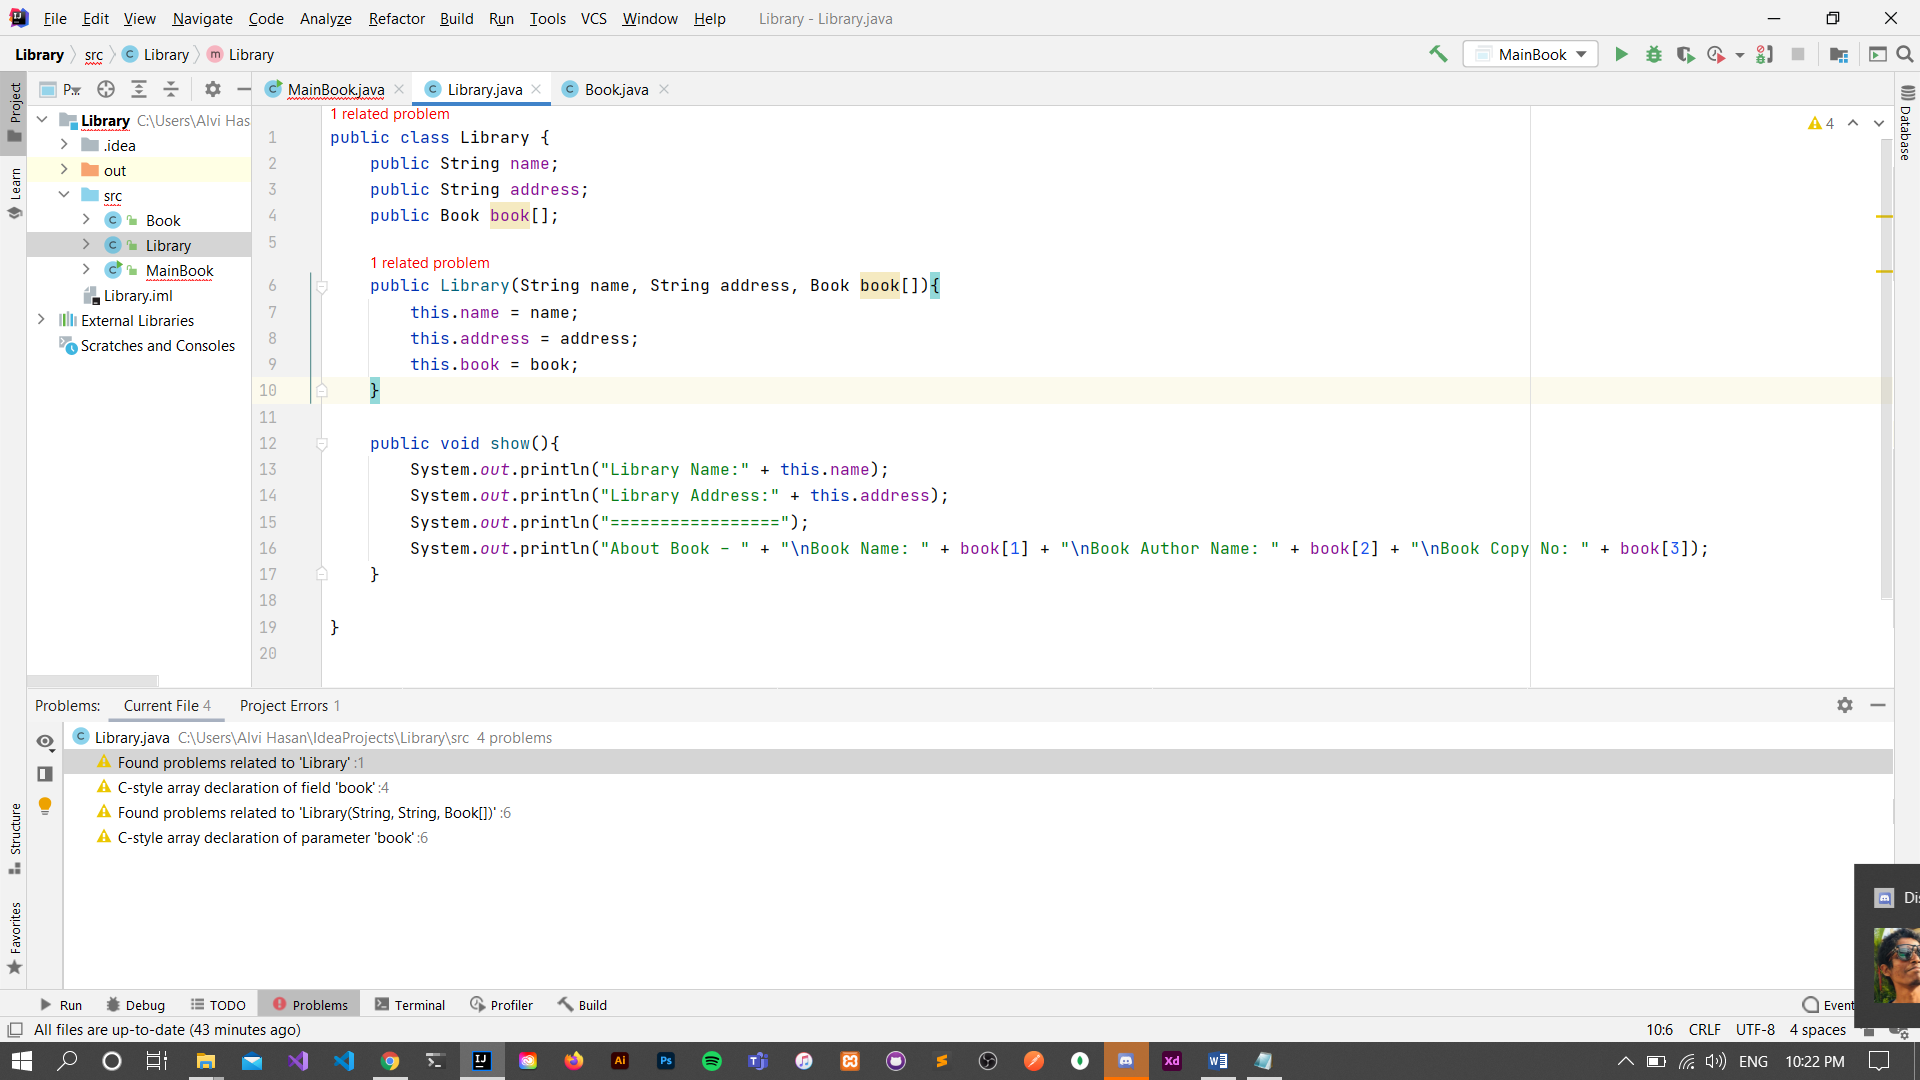 File Edit View Navigate Code Analyze Refactor Build Run Tools VCS Window Help Library - Library.java
Library src Library Library
MainBook
Project
Learn
Structure
Favorites
Database
P...
MainBook.java Library.java Book.java
Library C:\Users\Alvi Has
.idea
out
src
Book
Library
MainBook
Library.iml
External Libraries
Scratches and Consoles
4
1 related problem
1 public class Library {
2 public String name;
3 public String address;
4 public Book book[];
5
1 related problem
6 public Library(String name, String address, Book book[]){
7 this.name = name;
8 this.address = address;
9 this.book = book;
10 }
11
12 public void show(){
13 System.out.println("Library Name:" + this.name);
14 System.out.println("Library Address:" + this.address);
15 System.out.println("=================");
16 System.out.println("About Book - " + "\nBook Name: " + book[1] + "\nBook Author Name: " + book[2] + "\nBook Copy No: " + book[3]);
17 }
18
19 }
20
Problems: Current File 4 Project Errors 1
Library.java C:\Users\Alvi Hasan\IdeaProjects\Library\src 4 problems
Found problems related to 'Library' :1
C-style array declaration of field 'book' :4
Found problems related to 'Library(String, String, Book[])' :6
C-style array declaration of parameter 'book' :6
Dis
Run Debug TODO Problems Terminal Profiler Build Event
All files are up-to-date (43 minutes ago) 10:6 CRLF UTF-8 4 spaces
IJ Ai Ps Xd W ENG 10:22 PM